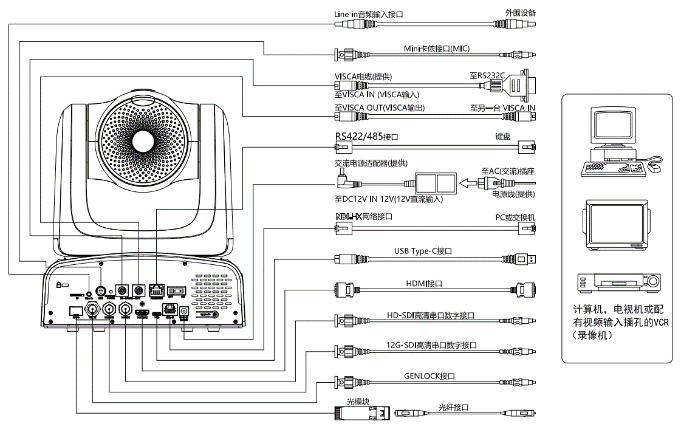 Line in音频输入接口
外围设备
Mini卡侬接口(MIC)
VISCA电缆(提供)
至RS232C
至VISCA IN (VISCA输入)
至VISCA OUT(VISCA输出)
至另一台 VISCA IN
RS422/485接口
键盘
交流电源适配器(提供)
至AC(交流)插座
电源线(提供)
至DC12V IN 12V(12V直流输入)
网络接口
PC或交换机
USB Type-C接口
HDMI接口
HD-SDI高清串口数字接口
12G-SDI高清串口数字接口
GENLOCK接口
光模块
光纤接口
计算机，电视机或配
有视频输入插孔的VCR
（录像机）